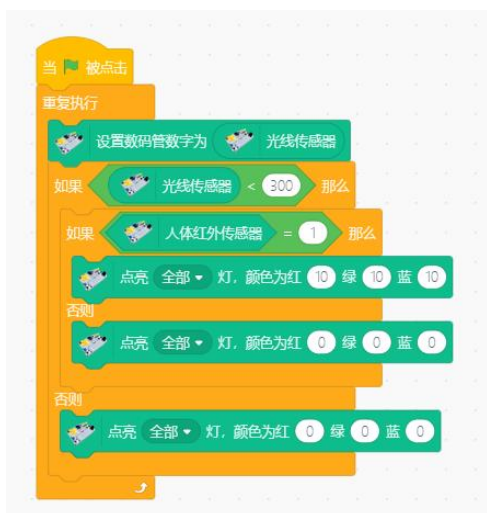 当 被点击
重复执行
设置数码管数字为 光线传感器
如果 光线传感器 < 300 那么
如果 人体红外传感器 = 1 那么
点亮 全部 灯, 颜色为红 10 绿 10 蓝 10
否则
点亮 全部 灯, 颜色为红 0 绿 0 蓝 0
否则
点亮 全部 灯, 颜色为红 0 绿 0 蓝 0